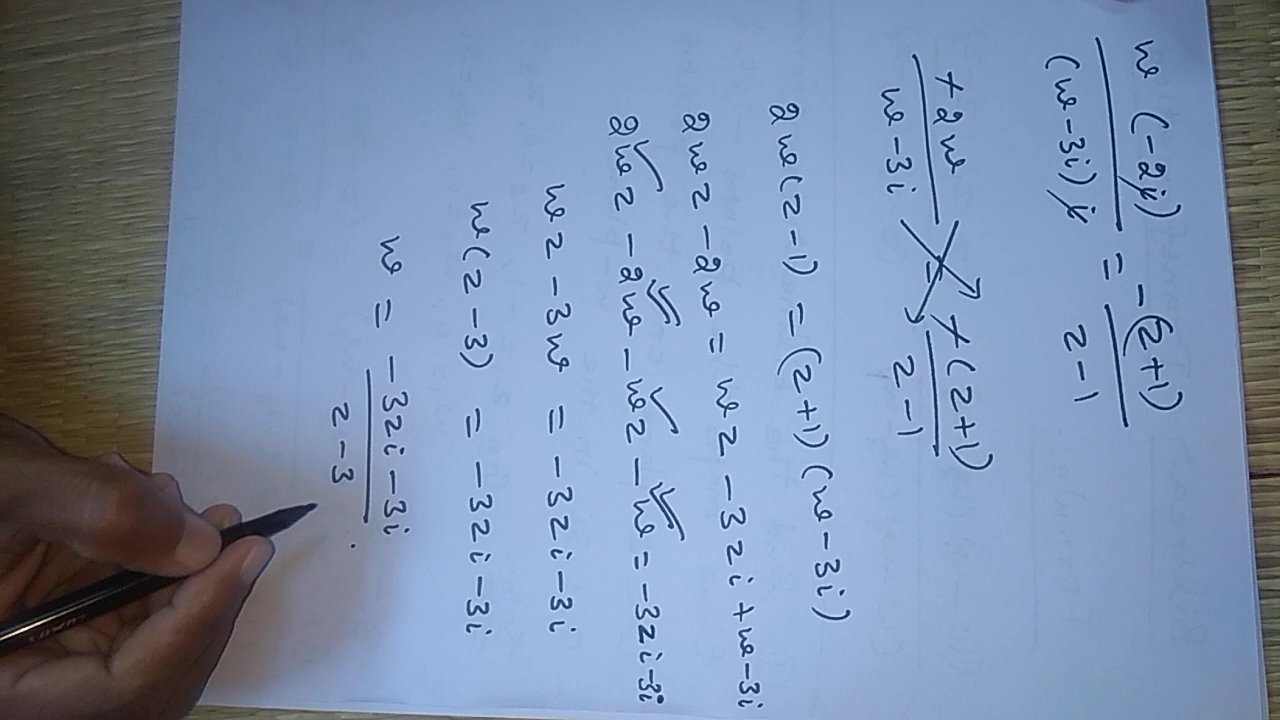 w(-2i) / (w-3i)i = -(z+1) / z-1
+2w / w-3i = +(z+1) / z-1
2w(z-1) = (z+1)(w-3i)
2wz-2w = wz-3zi+w-3i
2wz-2w-wz-w = -3zi-3i
wz-3w = -3zi-3i
w(z-3) = -3zi-3i
w = -3zi-3i / z-3.